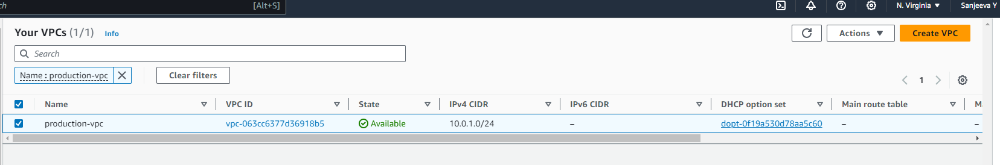 ch [Alt+S] N. Virginia ▼ Sanjeeva Y
Your VPCs (1/1) Info Actions ▼ Create VPC
Search
Name : production-vpc Clear filters
1
Name VPC ID State IPv4 CIDR IPv6 CIDR DHCP option set Main route table
production-vpc vpc-063cc6377d36918b5 Available 10.0.1.0/24 – dopt-0f19a530d78aa5c60 – –